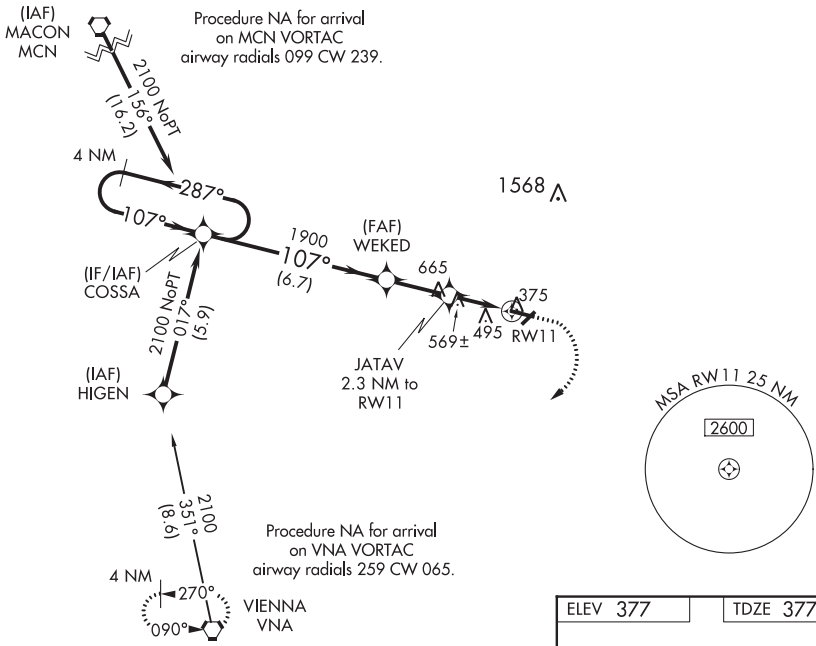 (IAF)
MACON
MCN
Procedure NA for arrival
on MCN VORTAC
airway radials 099 CW 239.
2100 NoPT
156°
(16.2)
4 NM
287°
107°
1568
(IF/IAF)
COSSA
1900
107°
(6.7)
(FAF)
WEKED
665
375
569±
495
RW11
JATAV
2.3 NM to
RW11
2100 NoPT
017°
(5.9)
(IAF)
HIGEN
MSA RW11 25 NM
2600
2100
351°
(8.6)
Procedure NA for arrival
on VNA VORTAC
airway radials 259 CW 065.
4 NM
270°
090°
VIENNA
VNA
ELEV 377
TDZE 377